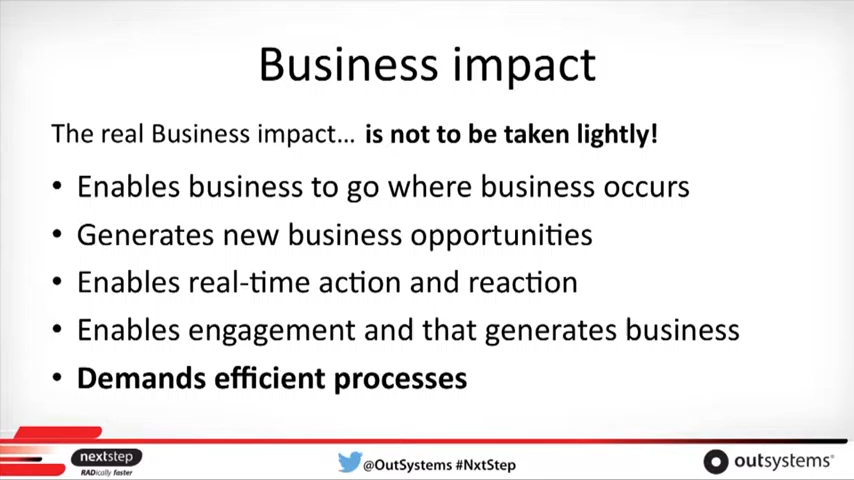 Business impact
The real Business impact... is not to be taken lightly!
• Enables business to go where business occurs
• Generates new business opportunities
• Enables real-time action and reaction
• Enables engagement and that generates business
• Demands efficient processes
nextstep
RADically faster
@OutSystems #NxtStep
outsystems®